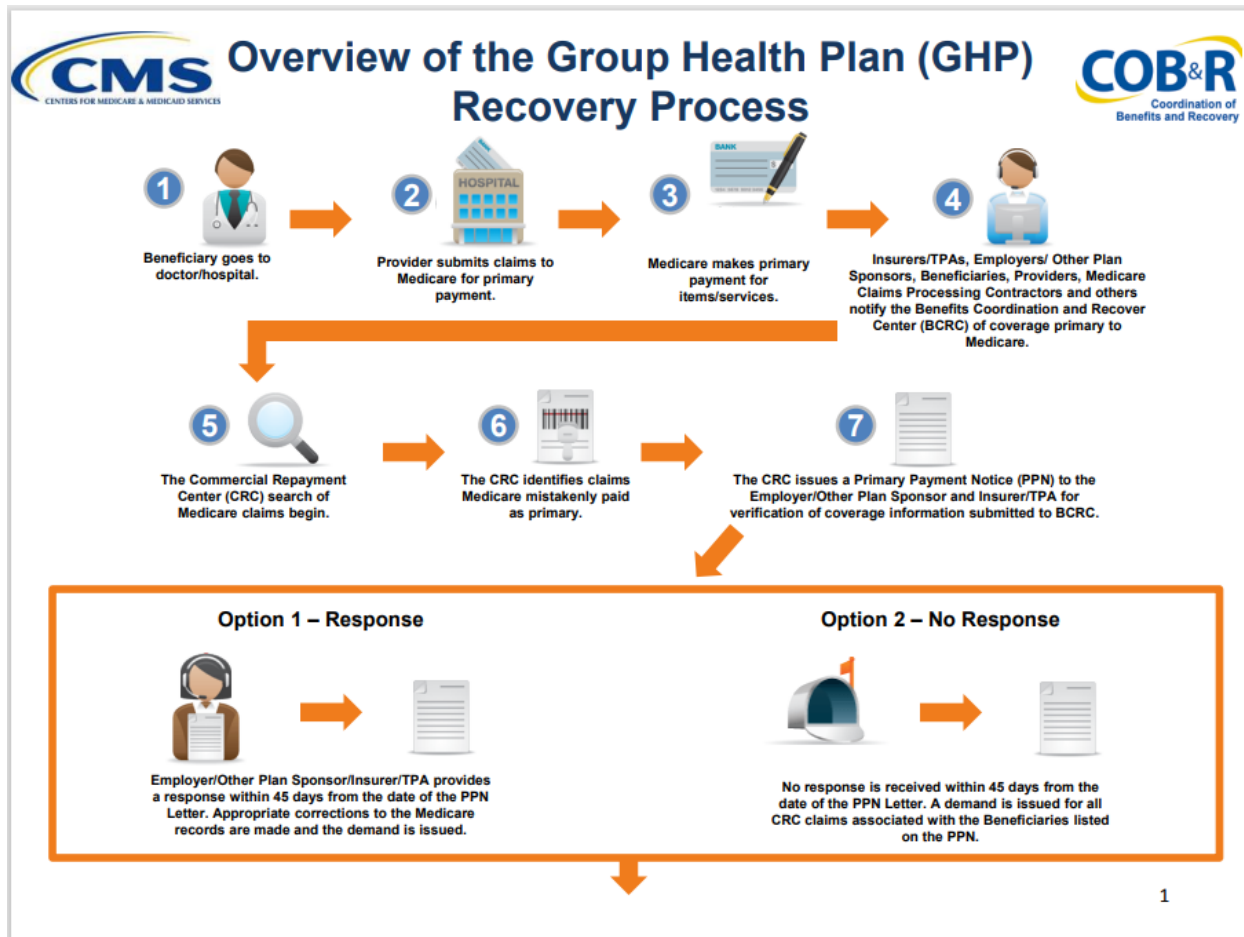 CMS
CENTERS FOR MEDICARE & MEDICAID SERVICES
Overview of the Group Health Plan (GHP)
Recovery Process
COB&R
Coordination of
Benefits and Recovery
1
Beneficiary goes to
doctor/hospital.
2
HOSPITAL
Provider submits claims to
Medicare for primary
payment.
3
BANK
$
Medicare makes primary
payment for
items/services.
4
Insurers/TPAs, Employers/ Other Plan
Sponsors, Beneficiaries, Providers, Medicare
Claims Processing Contractors and others
notify the Benefits Coordination and Recover
Center (BCRC) of coverage primary to
Medicare.
5
The Commercial Repayment
Center (CRC) search of
Medicare claims begin.
6
The CRC identifies claims
Medicare mistakenly paid
as primary.
7
The CRC issues a Primary Payment Notice (PPN) to the
Employer/Other Plan Sponsor and Insurer/TPA for
verification of coverage information submitted to BCRC.
Option 1 – Response
Employer/Other Plan Sponsor/Insurer/TPA provides
a response within 45 days from the date of the PPN
Letter. Appropriate corrections to the Medicare
records are made and the demand is issued.
Option 2 – No Response
No response is received within 45 days from the
date of the PPN Letter. A demand is issued for all
CRC claims associated with the Beneficiaries listed
on the PPN.
1